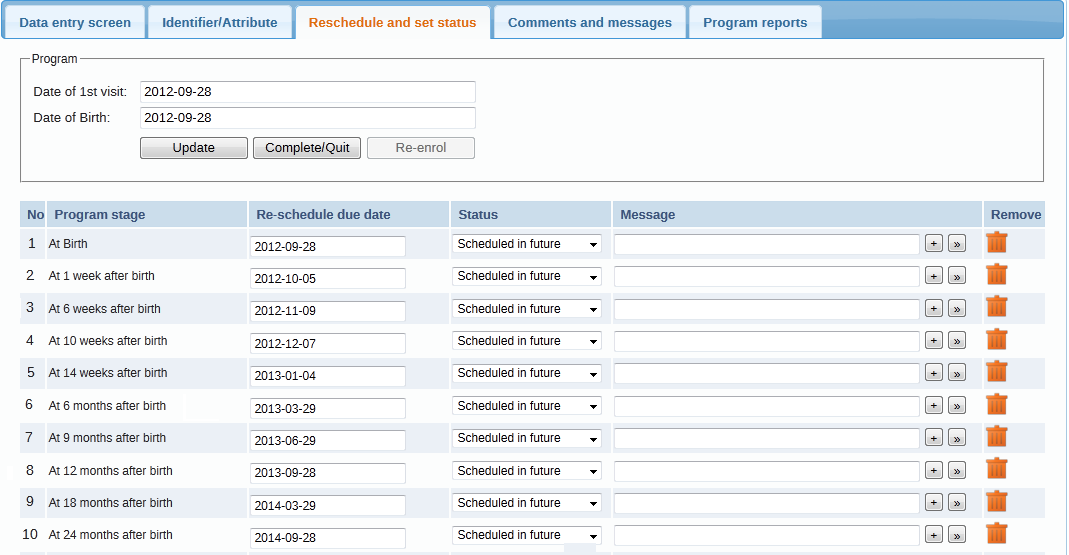 Data entry screen Identifier/Attribute Reschedule and set status Comments and messages Program reports
Program
Date of 1st visit: 2012-09-28
Date of Birth: 2012-09-28
Update Complete/Quit Re-enrol
No Program stage Re-schedule due date Status Message Remove
1 At Birth 2012-09-28 Scheduled in future + »
2 At 1 week after birth 2012-10-05 Scheduled in future + »
3 At 6 weeks after birth 2012-11-09 Scheduled in future + »
4 At 10 weeks after birth 2012-12-07 Scheduled in future + »
5 At 14 weeks after birth 2013-01-04 Scheduled in future + »
6 At 6 months after birth 2013-03-29 Scheduled in future + »
7 At 9 months after birth 2013-06-29 Scheduled in future + »
8 At 12 months after birth 2013-09-28 Scheduled in future + »
9 At 18 months after birth 2014-03-29 Scheduled in future + »
10 At 24 months after birth 2014-09-28 Scheduled in future + »